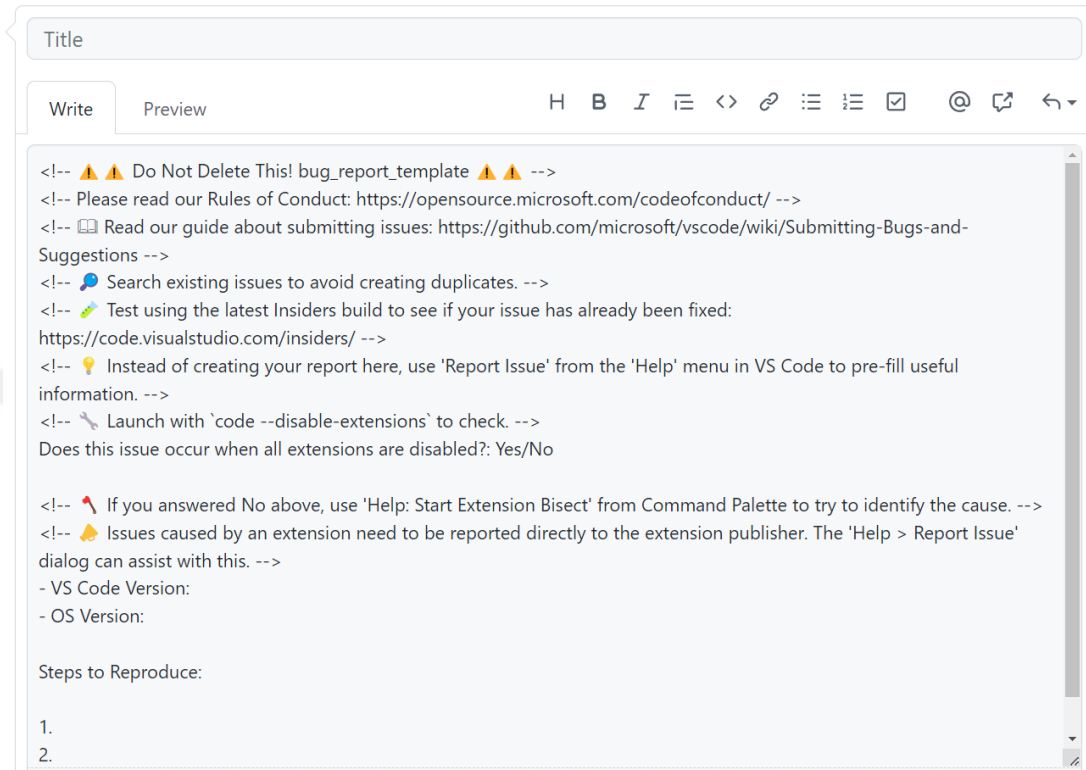 Title
Write
Preview
<!-- ⚠️ ⚠️ Do Not Delete This! bug_report_template ⚠️ ⚠️ -->
<!-- Please read our Rules of Conduct: https://opensource.microsoft.com/codeofconduct/ -->
<!-- 📖 Read our guide about submitting issues: https://github.com/microsoft/vscode/wiki/Submitting-Bugs-and-
Suggestions -->
<!-- 🔎 Search existing issues to avoid creating duplicates. -->
<!-- 🧪 Test using the latest Insiders build to see if your issue has already been fixed:
https://code.visualstudio.com/insiders/ -->
<!-- 💡 Instead of creating your report here, use 'Report Issue' from the 'Help' menu in VS Code to pre-fill useful
information. -->
<!-- 🔧 Launch with `code --disable-extensions` to check. -->
Does this issue occur when all extensions are disabled?: Yes/No
<!-- 🪓 If you answered No above, use 'Help: Start Extension Bisect' from Command Palette to try to identify the cause. -->
<!-- 📣 Issues caused by an extension need to be reported directly to the extension publisher. The 'Help > Report Issue'
dialog can assist with this. -->
- VS Code Version:
- OS Version:
Steps to Reproduce:
1.
2.